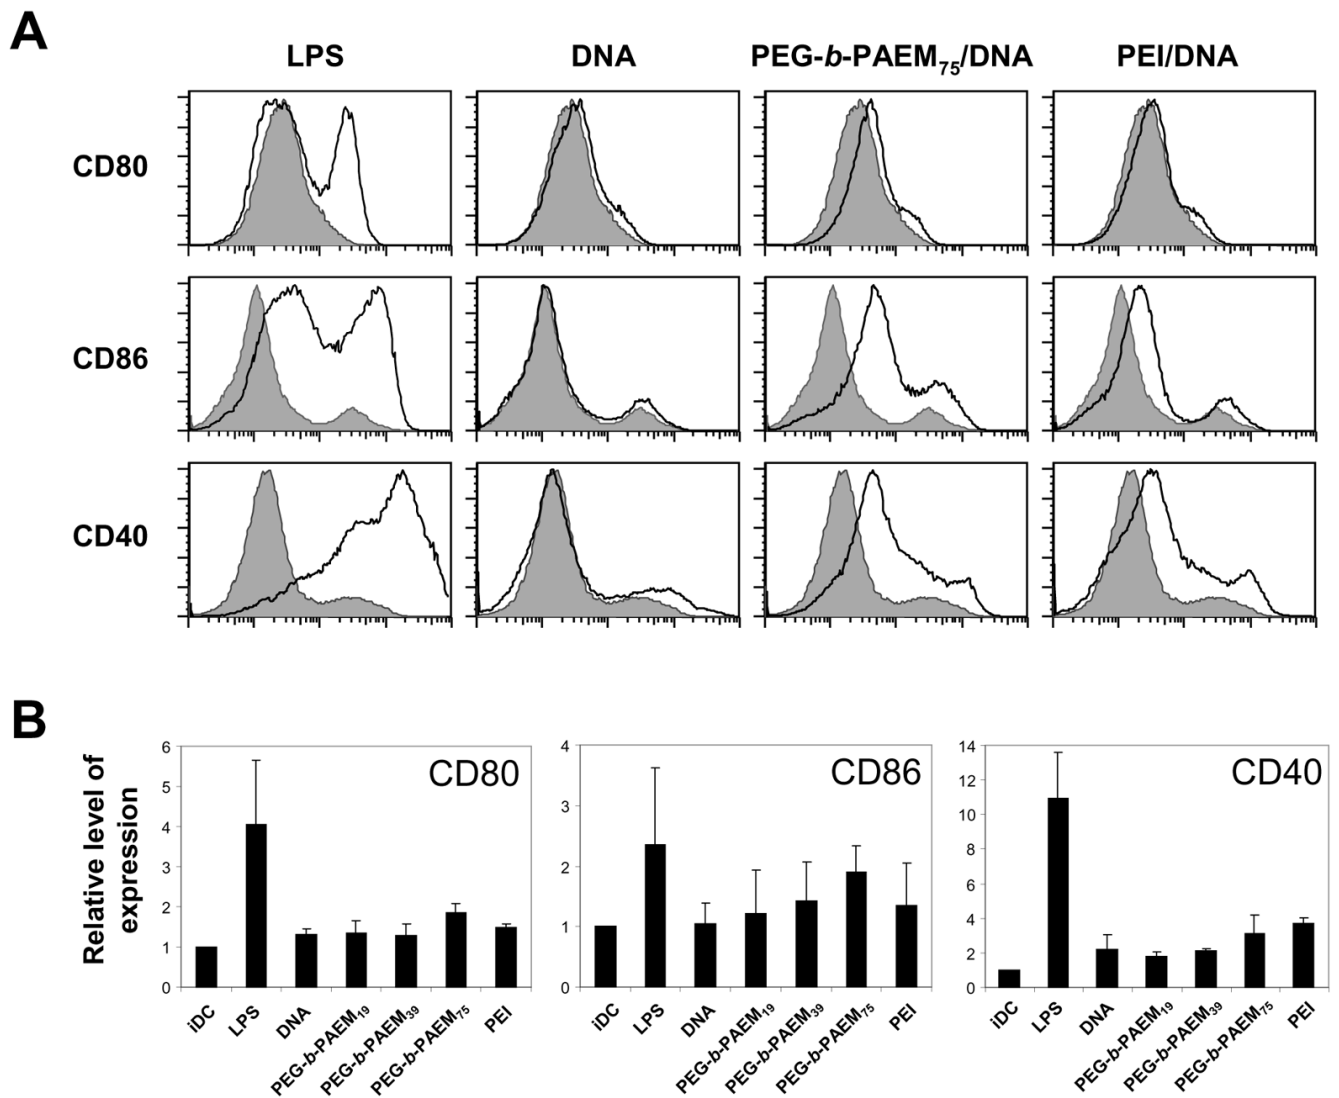 A
LPS DNA PEG-b-PAEM75/DNA PEI/DNA
CD80
CD86
CD40
B
Relative level of
expression
6
5
4
3
2
1
0
CD80
iDC LPS DNA PEG-b-PAEM19 PEG-b-PAEM39 PEG-b-PAEM75 PEI
4
3
2
1
0
CD86
iDC LPS DNA PEG-b-PAEM19 PEG-b-PAEM39 PEG-b-PAEM75 PEI
14
12
10
8
6
4
2
0
CD40
iDC LPS DNA PEG-b-PAEM19 PEG-b-PAEM39 PEG-b-PAEM75 PEI